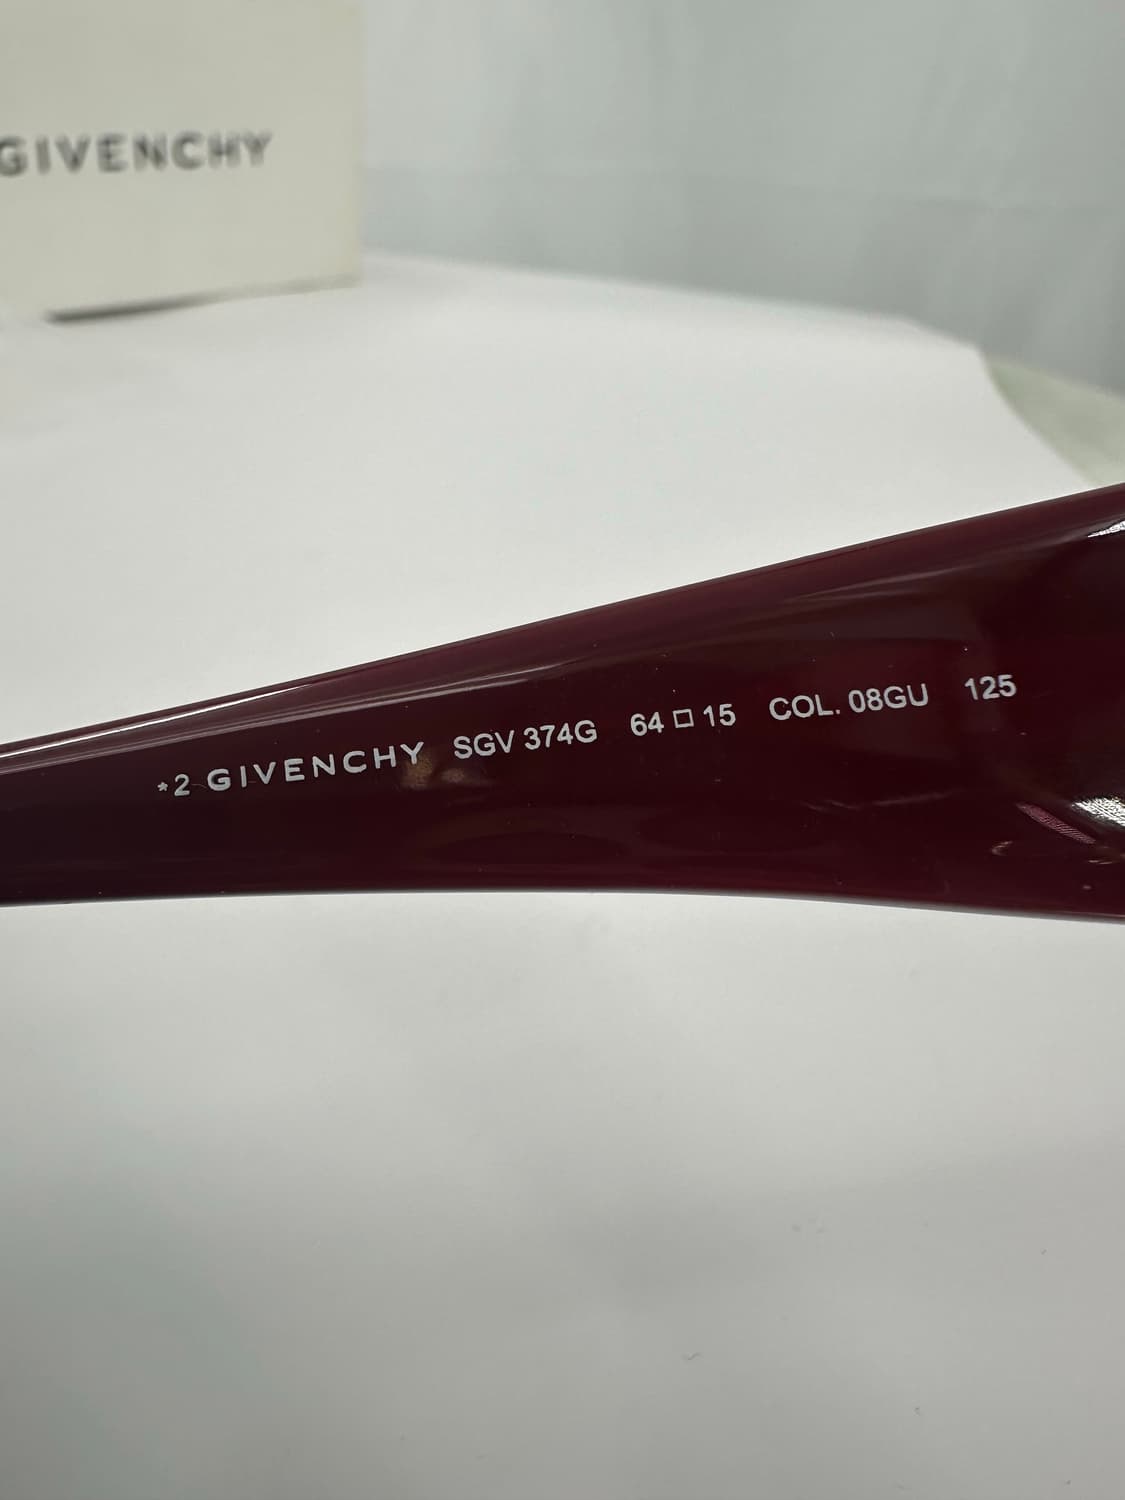 GIVENCHY
*2 GIVENCHY SGV 374G 64□15 COL. 08GU 125